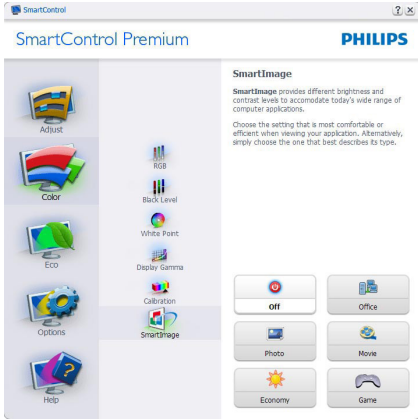 SmartControl
SmartControl Premium
PHILIPS
Adjust
Color
Eco
Options
Help
RGB
Black Level
White Point
Display Gamma
Calibration
SmartImage
SmartImage
SmartImage provides different brightness and
contrast levels to accomodate today's wide range of
computer applications.
Choose the setting that is most comfortable or
efficient when viewing your application. Alternatively,
simply choose the one that best describes its type.
Off
Office
Photo
Movie
Economy
Game